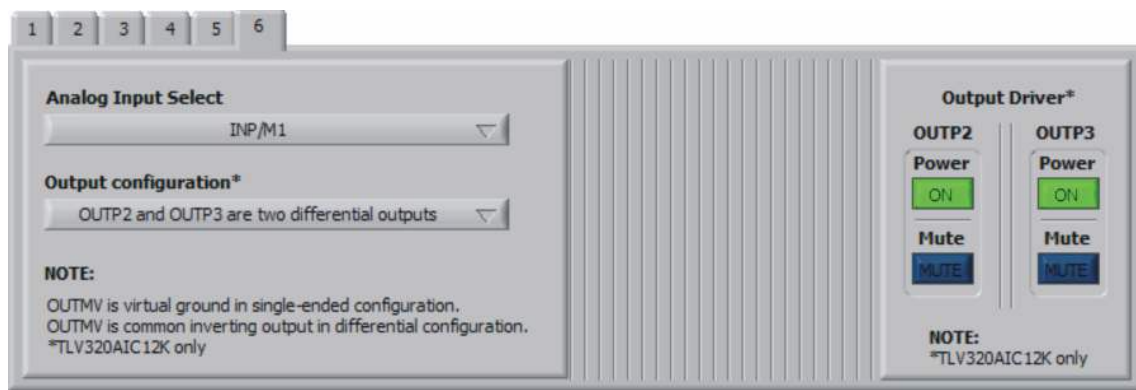 1 2 3 4 5 6
Analog Input Select
INP/M1
Output configuration*
OUTP2 and OUTP3 are two differential outputs
NOTE:
OUTMV is virtual ground in single-ended configuration.
OUTMV is common inverting output in differential configuration.
*TLV320AIC12K only
Output Driver*
OUTP2 OUTP3
Power Power
ON ON
Mute Mute
MUTE MUTE
NOTE:
*TLV320AIC12K only